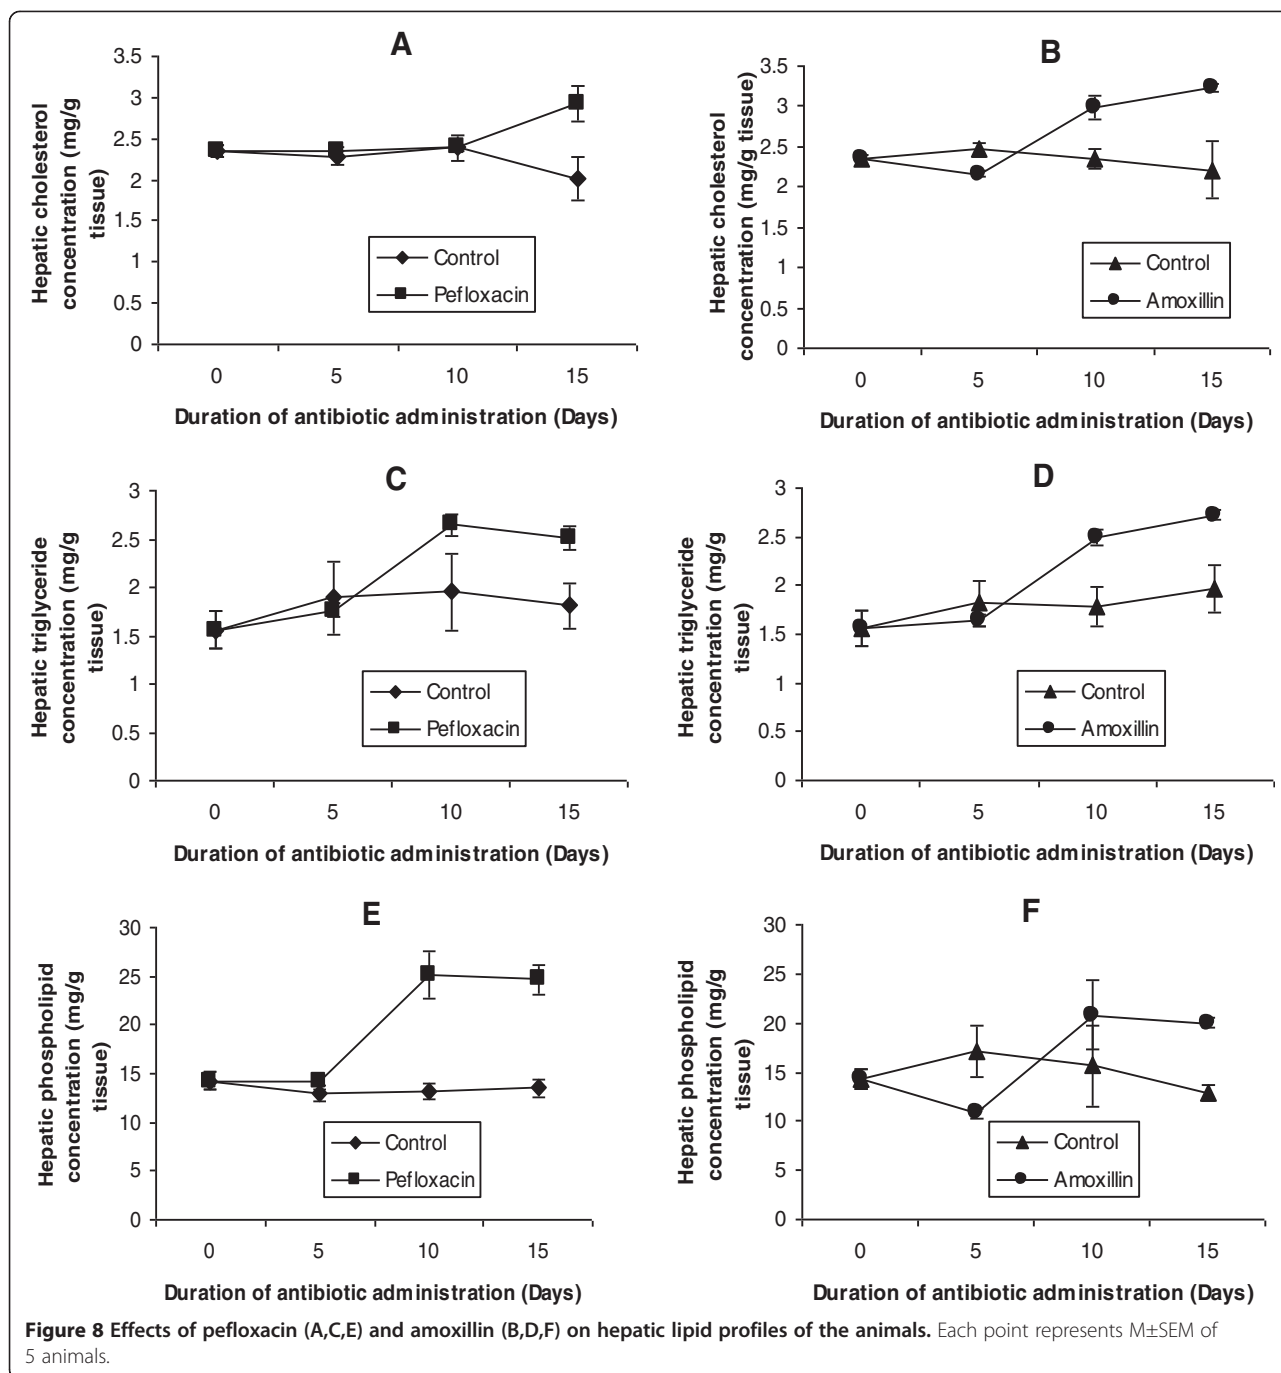 A
3.5
3
2.5
2
1.5
1
0.5
0
Hepatic cholesterol
concentration (mg/g
tissue)
Control
Pefloxacin
0 5 10 15
Duration of antibiotic administration (Days)
B
3.5
3
2.5
2
1.5
1
0.5
0
Hepatic cholesterol
concentration (mg/g tissue)
Control
Amoxillin
0 5 10 15
Duration of antibiotic administration (Days)
C
3
2.5
2
1.5
1
0.5
0
Hepatic triglyceride
concentration (mg/g
tissue)
Control
Pefloxacin
0 5 10 15
Duration of antibiotic administration (Days)
D
3
2.5
2
1.5
1
0.5
0
Hepatic triglyceride
concentration (mg/g
tissue)
Control
Amoxillin
0 5 10 15
Duration of antibiotic administration (Days)
E
30
25
20
15
10
5
0
Hepatic phospholipid
concentration (mg/g
tissue)
Control
Pefloxacin
0 5 10 15
Duration of antibiotic administration (Days)
F
30
25
20
15
10
5
0
Hepatic phospholipid
concentration (mg/g
tissue)
Control
Amoxillin
0 5 10 15
Duration of antibiotic administration (Days)
Figure 8 Effects of pefloxacin (A,C,E) and amoxillin (B,D,F) on hepatic lipid profiles of the animals. Each point represents M±SEM of
5 animals.